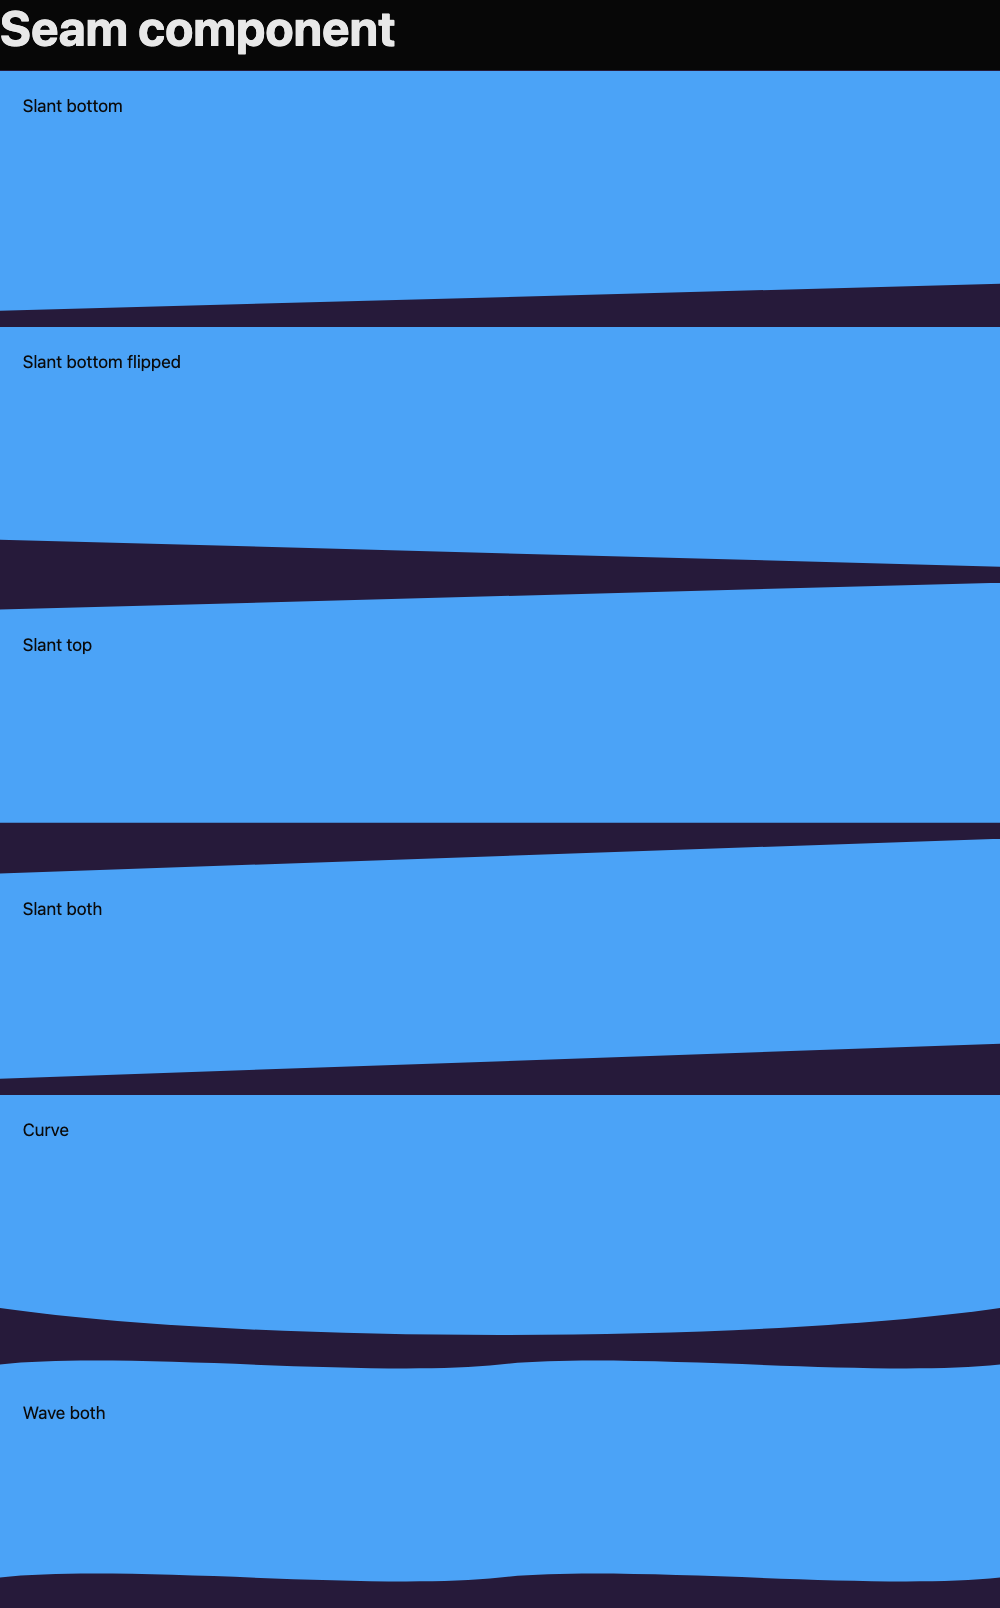 Seam component
Slant bottom
Slant bottom flipped
Slant top
Slant both
Curve
Wave both